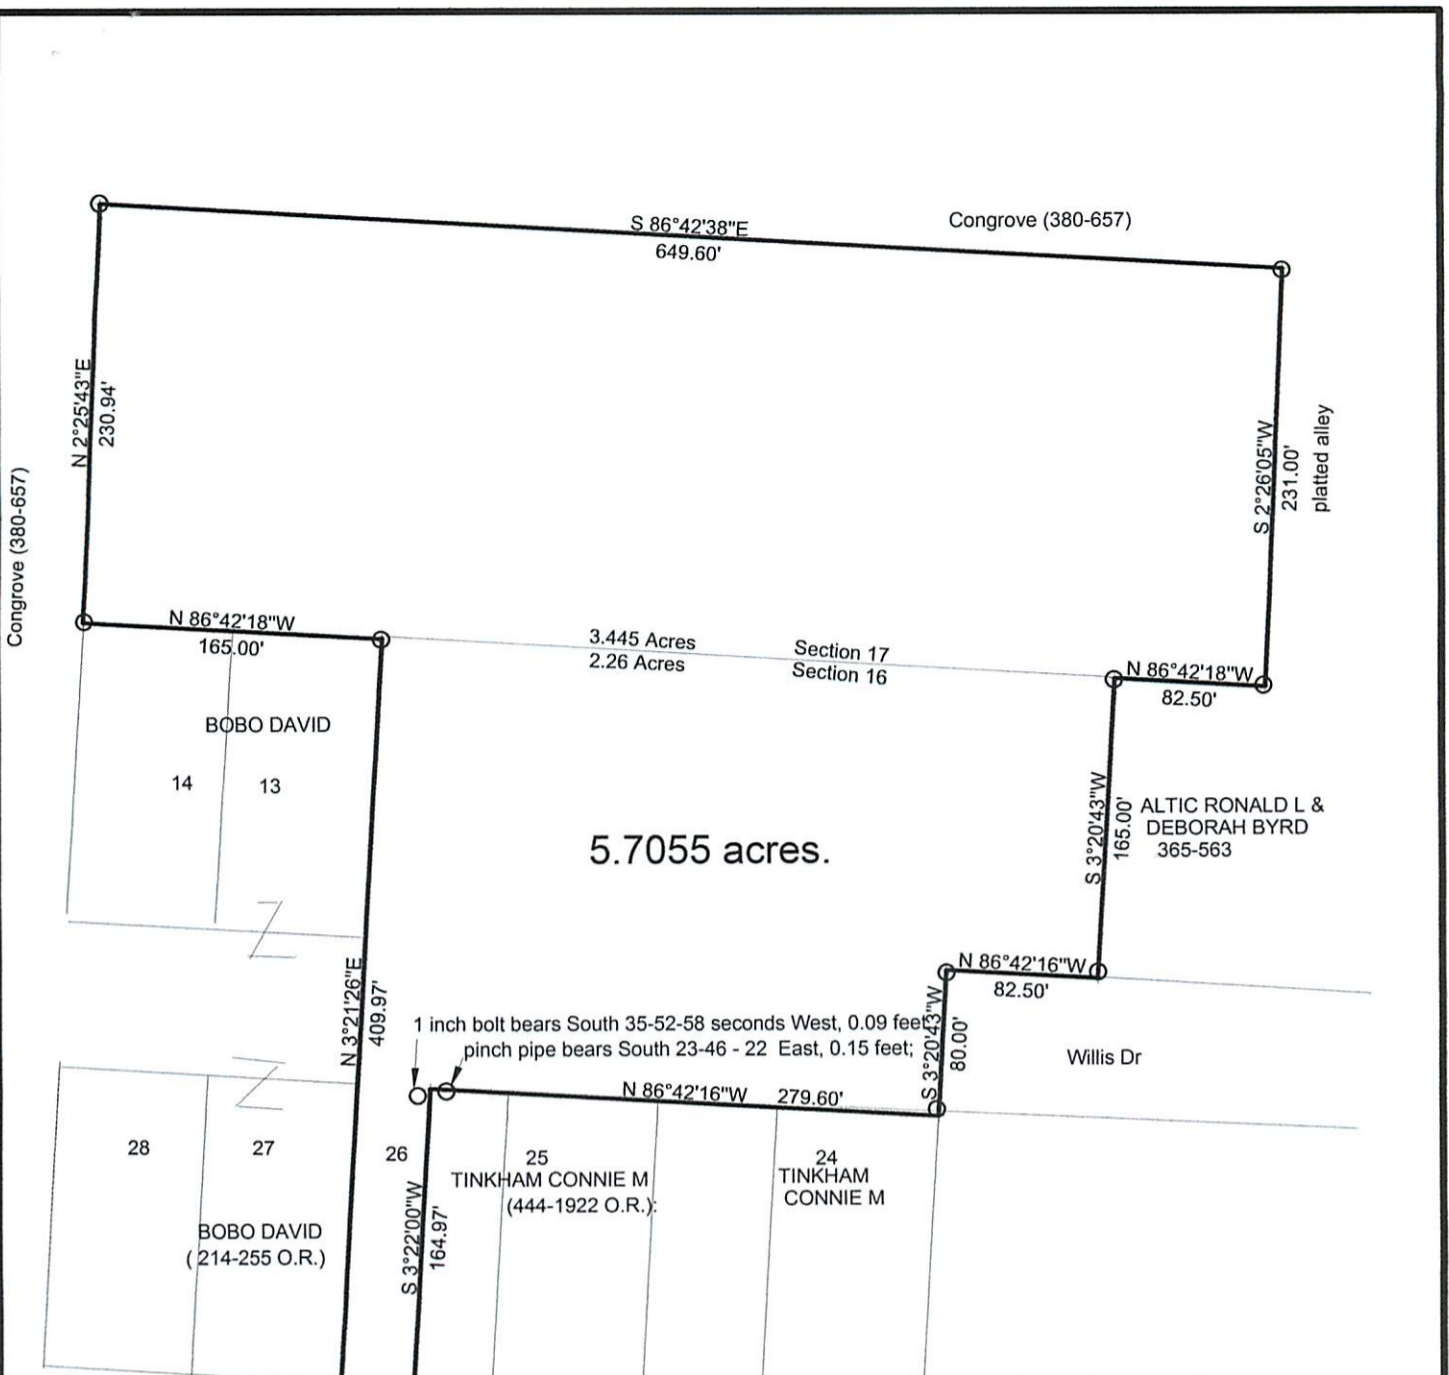 S 86°42'38"E
649.60'
Congrove (380-657)
N 2°25'43"E
230.94'
Congrove (380-657)
S 2°26'05"W
231.00'
platted alley
N 86°42'18"W
165.00'
3.445 Acres
2.26 Acres
Section 17
Section 16
N 86°42'18"W
82.50'
BOBO DAVID
14
13
S 3°20'43"W
165.00'
ALTIC RONALD L &
DEBORAH BYRD
365-563
5.7055 acres.
N 3°21'26"E
409.97'
N 86°42'16"W
82.50'
1 inch bolt bears South 35-52-58 seconds West, 0.09 feet;
pinch pipe bears South 23-46 - 22 East, 0.15 feet;
S 3°20'43"W
80.00'
Willis Dr
N 86°42'16"W 279.60'
28
27
26
25
TINKHAM CONNIE M
(444-1922 O.R.):
24
TINKHAM
CONNIE M
BOBO DAVID
( 214-255 O.R.)
S 3°22'00"W
164.97'